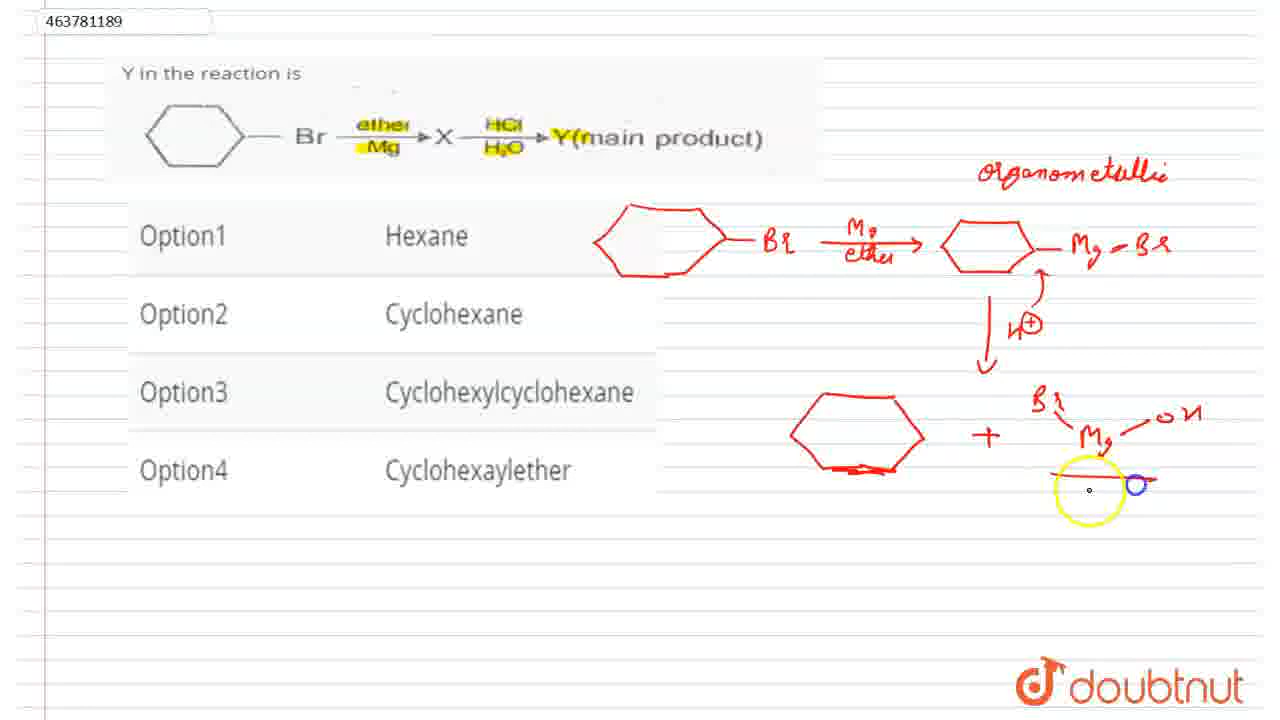 463781189
Y in the reaction is
Br ether Mg X HCl H₂O Y(main product)
organometallic
Option1 Hexane
Br Mg ether Mg - Br
Option2 Cyclohexane
H⊕
Option3 Cyclohexylcyclohexane
+ Br Mg OH
Option4 Cyclohexaylether
doubtnut